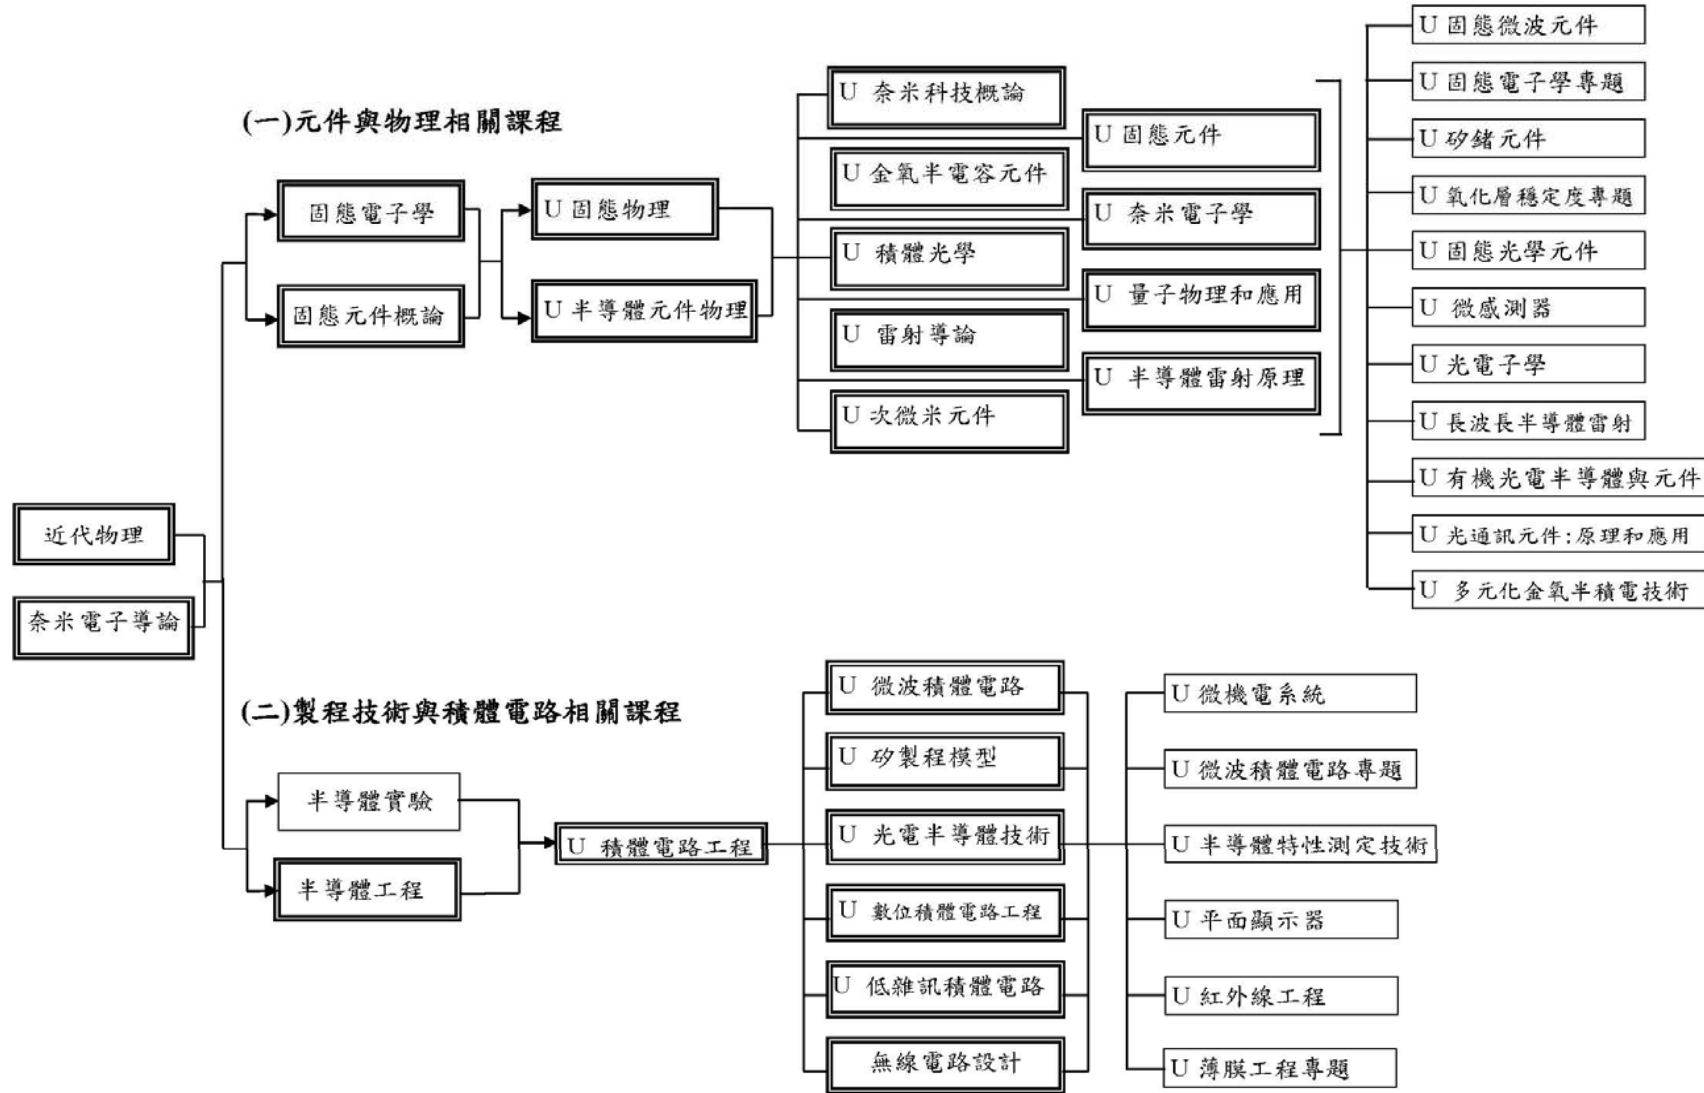 (一)元件與物理相關課程
近代物理
奈米電子導論
固態電子學
固態元件概論
U 固態物理
U 半導體元件物理
U 奈米科技概論
U 金氧半電容元件
U 積體光學
U 雷射導論
U 次微米元件
U 固態元件
U 奈米電子學
U 量子物理和應用
U 半導體雷射原理
U 固態微波元件
U 固態電子學專題
U 矽鍺元件
U 氧化層穩定度專題
U 固態光學元件
U 微感測器
U 光電子學
U 長波長半導體雷射
U 有機光電半導體與元件
U 光通訊元件:原理和應用
U 多元化金氧半積電技術
(二)製程技術與積體電路相關課程
半導體實驗
半導體工程
U 積體電路工程
U 微波積體電路
U 矽製程模型
U 光電半導體技術
U 數位積體電路工程
U 低雜訊積體電路
無線電路設計
U 微機電系統
U 微波積體電路專題
U 半導體特性測定技術
U 平面顯示器
U 紅外線工程
U 薄膜工程專題